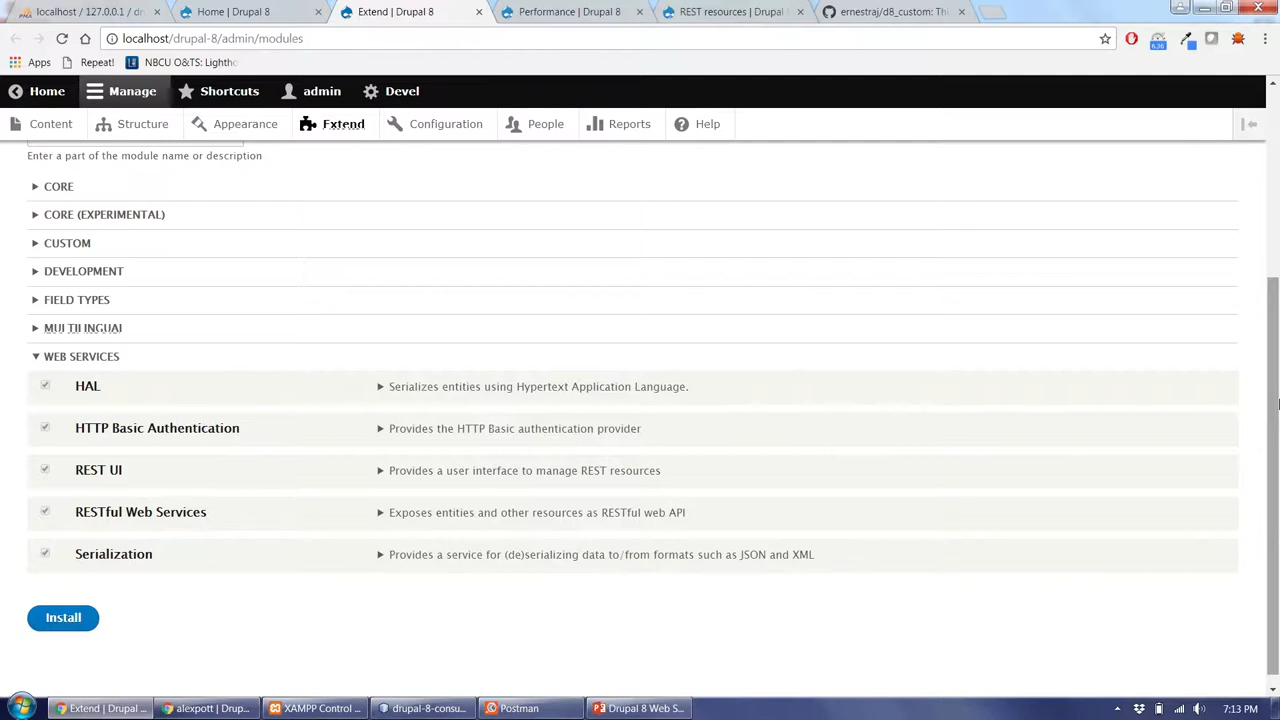 localhost / 127.0.0.1 / dr
Home | Drupal 8
Extend | Drupal 8
Performance | Drupal 8
REST resources | Drupal
ernestraj/d8_custom: Thi
localhost/drupal-8/admin/modules
6.36
Apps
Repeat!
NBCU O&TS: Lighth
Home
Manage
Shortcuts
admin
Devel
Content
Structure
Appearance
Extend
Configuration
People
Reports
Help
Enter a part of the module name or description
CORE
CORE (EXPERIMENTAL)
CUSTOM
DEVELOPMENT
FIELD TYPES
MULTILINGUAL
WEB SERVICES
HAL
Serializes entities using Hypertext Application Language.
HTTP Basic Authentication
Provides the HTTP Basic authentication provider
REST UI
Provides a user interface to manage REST resources
RESTful Web Services
Exposes entities and other resources as RESTful web API
Serialization
Provides a service for (de)serializing data to/from formats such as JSON and XML
Install
Extend | Drupal ...
alexpott | Drup...
XAMPP Control ...
drupal-8-consu...
Postman
Drupal 8 Web S...
7:13 PM